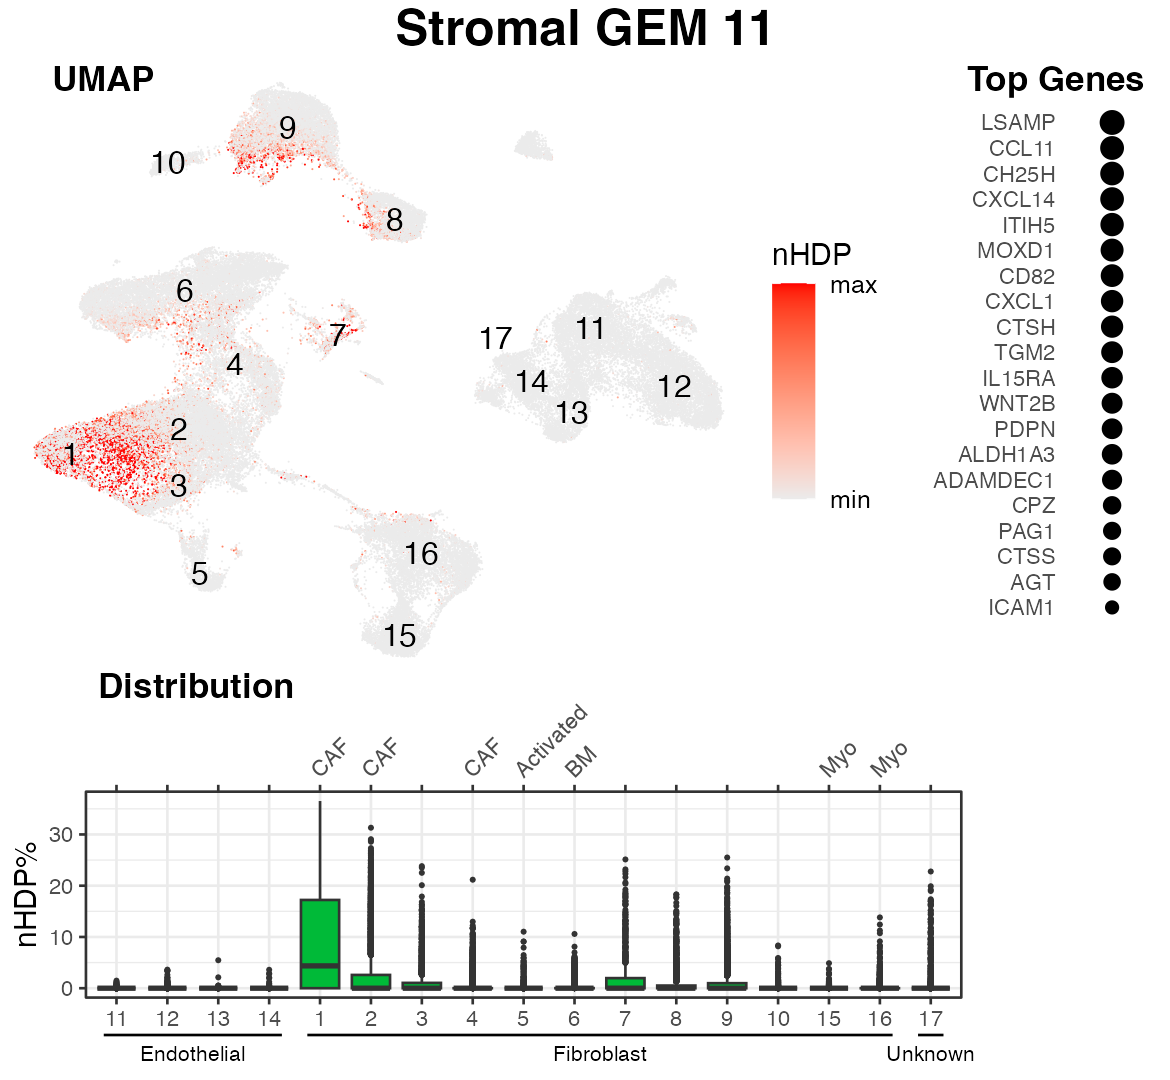 Stromal GEM 11
UMAP
9
10
8
6
7
4
2
1
3
5
16
15
17
11
14
12
13
nHDP
max
min
Top Genes
LSAMP
CCL11
CH25H
CXCL14
ITIH5
MOXD1
CD82
CXCL1
CTSH
TGM2
IL15RA
WNT2B
PDPN
ALDH1A3
ADAMDEC1
CPZ
PAG1
CTSS
AGT
ICAM1
Distribution
CAF
CAF
CAF
Activated
BM
Myo
Myo
nHDP%
30
20
10
0
11 12 13 14 1 2 3 4 5 6 7 8 9 10 15 16 17
Endothelial Fibroblast Unknown